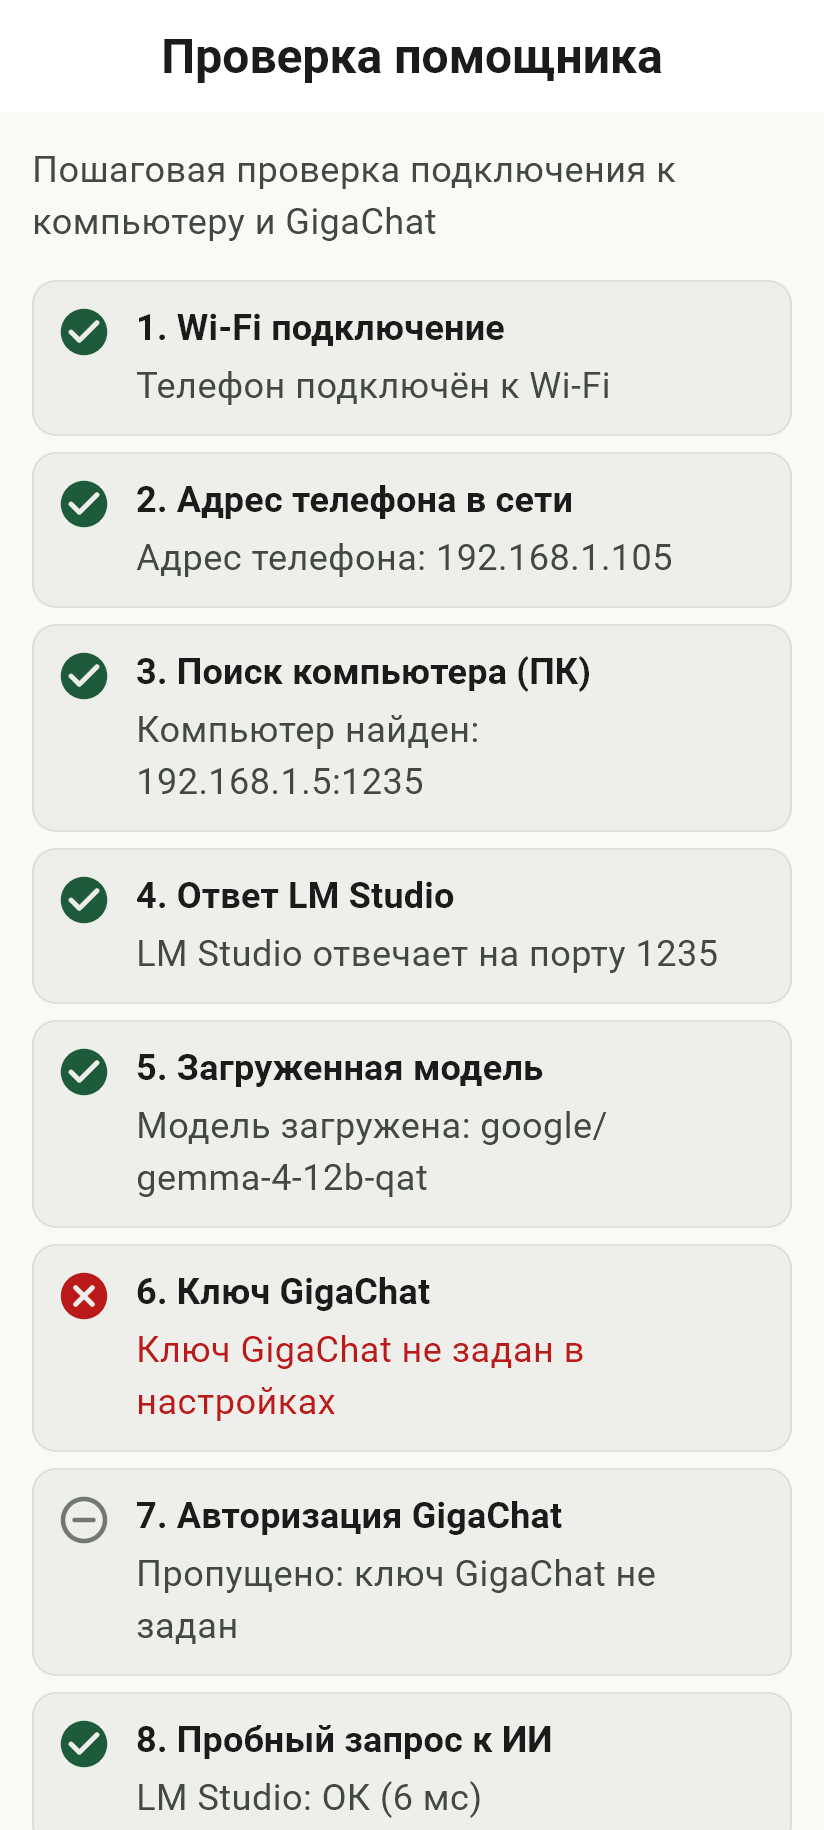 Проверка помощника
Пошаговая проверка подключения к
компьютеру и GigaChat
1. Wi-Fi подключение
Телефон подключён к Wi-Fi
2. Адрес телефона в сети
Адрес телефона: 192.168.1.105
3. Поиск компьютера (ПК)
Компьютер найден:
192.168.1.5:1235
4. Ответ LM Studio
LM Studio отвечает на порту 1235
5. Загруженная модель
Модель загружена: google/
gemma-4-12b-qat
6. Ключ GigaChat
Ключ GigaChat не задан в
настройках
7. Авторизация GigaChat
Пропущено: ключ GigaChat не
задан
8. Пробный запрос к ИИ
LM Studio: ОК (6 мс)